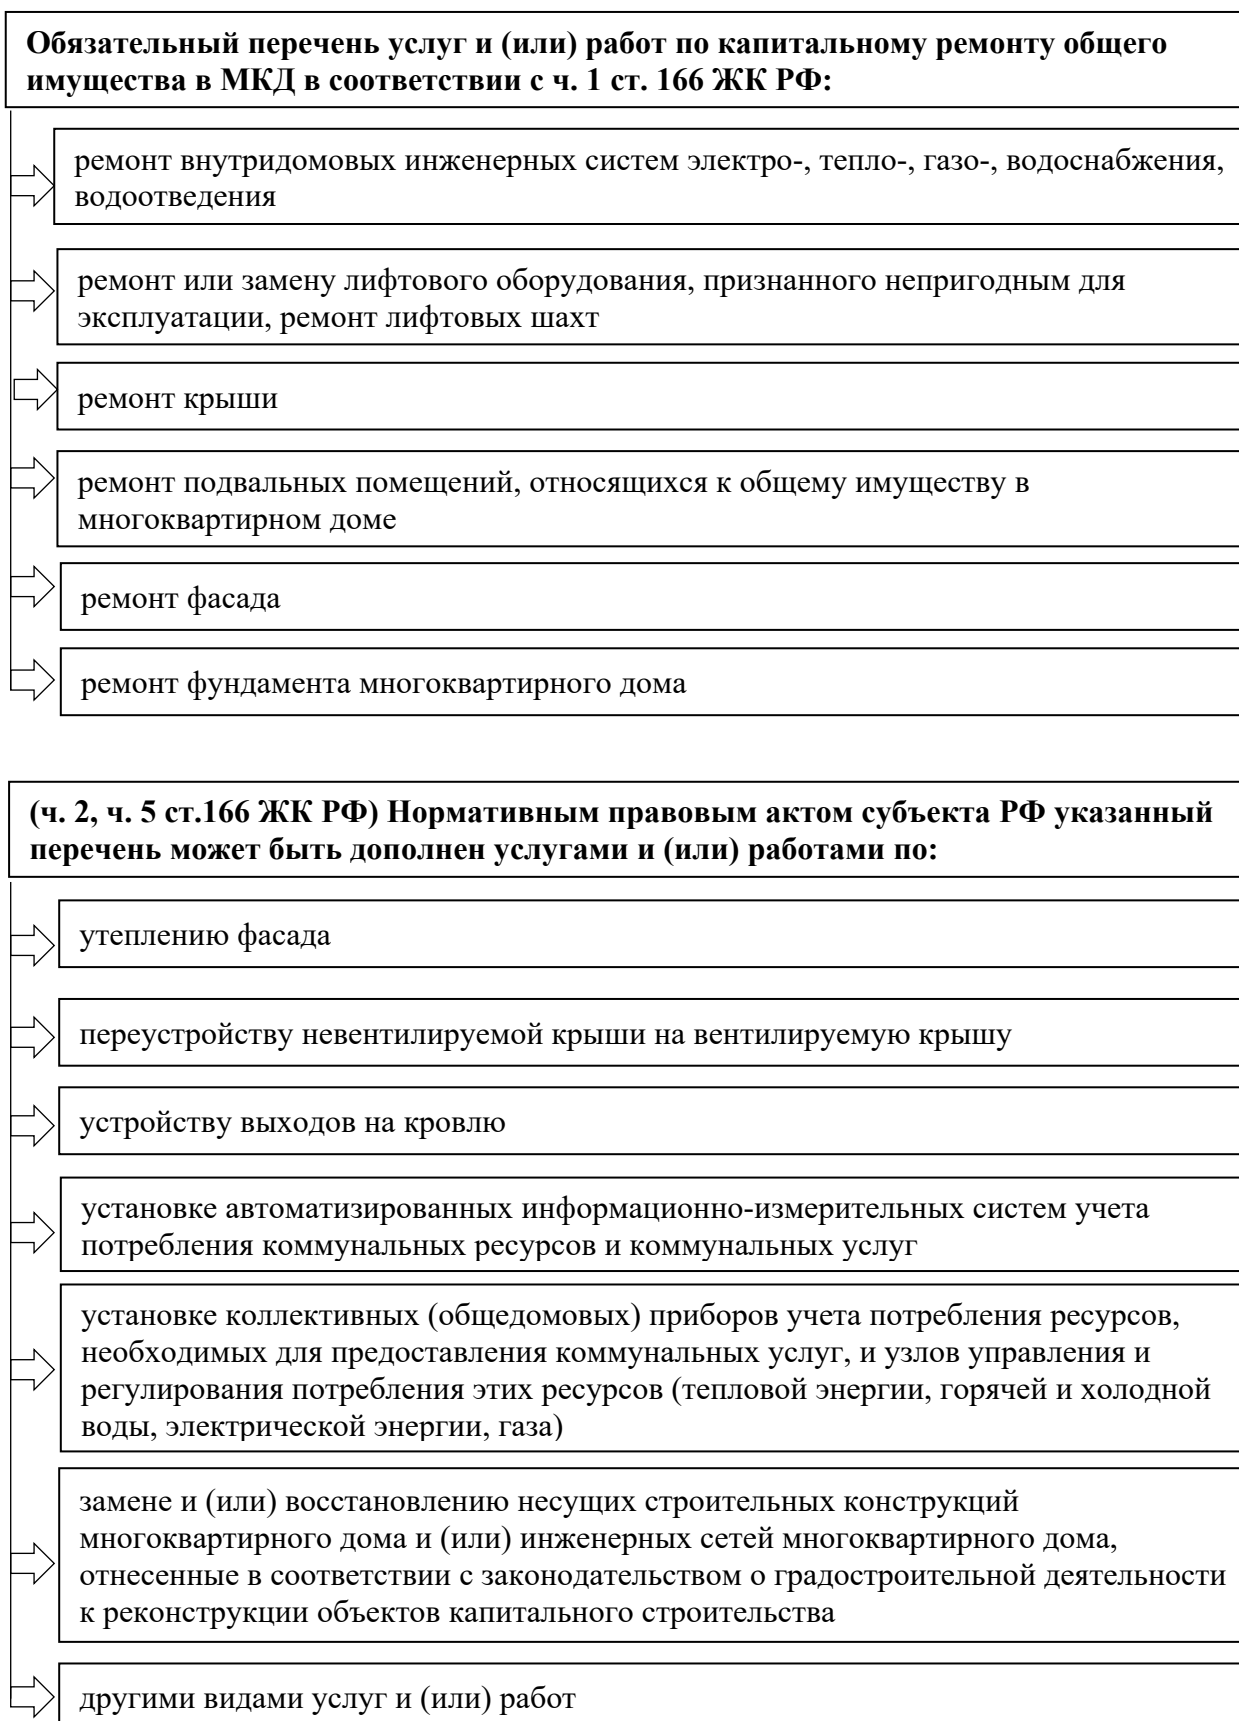 Обязательный перечень услуг и (или) работ по капитальному ремонту общего
имущества в МКД в соответствии с ч. 1 ст. 166 ЖК РФ:
ремонт внутридомовых инженерных систем электро-, тепло-, газо-, водоснабжения,
водоотведения
ремонт или замену лифтового оборудования, признанного непригодным для
эксплуатации, ремонт лифтовых шахт
ремонт крыши
ремонт подвальных помещений, относящихся к общему имуществу в
многоквартирном доме
ремонт фасада
ремонт фундамента многоквартирного дома
(ч. 2, ч. 5 ст.166 ЖК РФ) Нормативным правовым актом субъекта РФ указанный
перечень может быть дополнен услугами и (или) работами по:
утеплению фасада
переустройству невентилируемой крыши на вентилируемую крышу
устройству выходов на кровлю
установке автоматизированных информационно-измерительных систем учета
потребления коммунальных ресурсов и коммунальных услуг
установке коллективных (общедомовых) приборов учета потребления ресурсов,
необходимых для предоставления коммунальных услуг, и узлов управления и
регулирования потребления этих ресурсов (тепловой энергии, горячей и холодной
воды, электрической энергии, газа)
замене и (или) восстановлению несущих строительных конструкций
многоквартирного дома и (или) инженерных сетей многоквартирного дома,
отнесенные в соответствии с законодательством о градостроительной деятельности
к реконструкции объектов капитального строительства
другими видами услуг и (или) работ